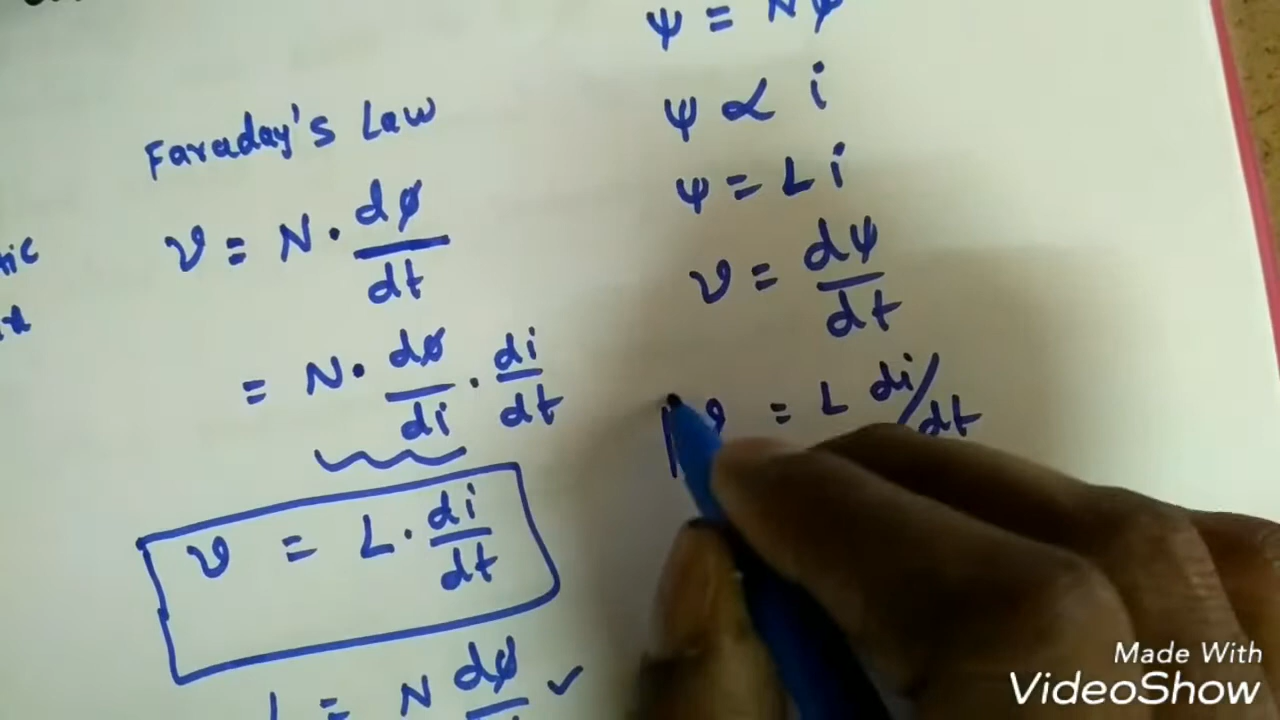 Faraday's Law
v = N · dφ/dt
= N · dφ/di · di/dt
v = L · di/dt
L = N dφ ✓
ψ = Nφ
ψ ∝ i
ψ = L i
v = dψ/dt
v = L di/dt
Made With
VideoShow